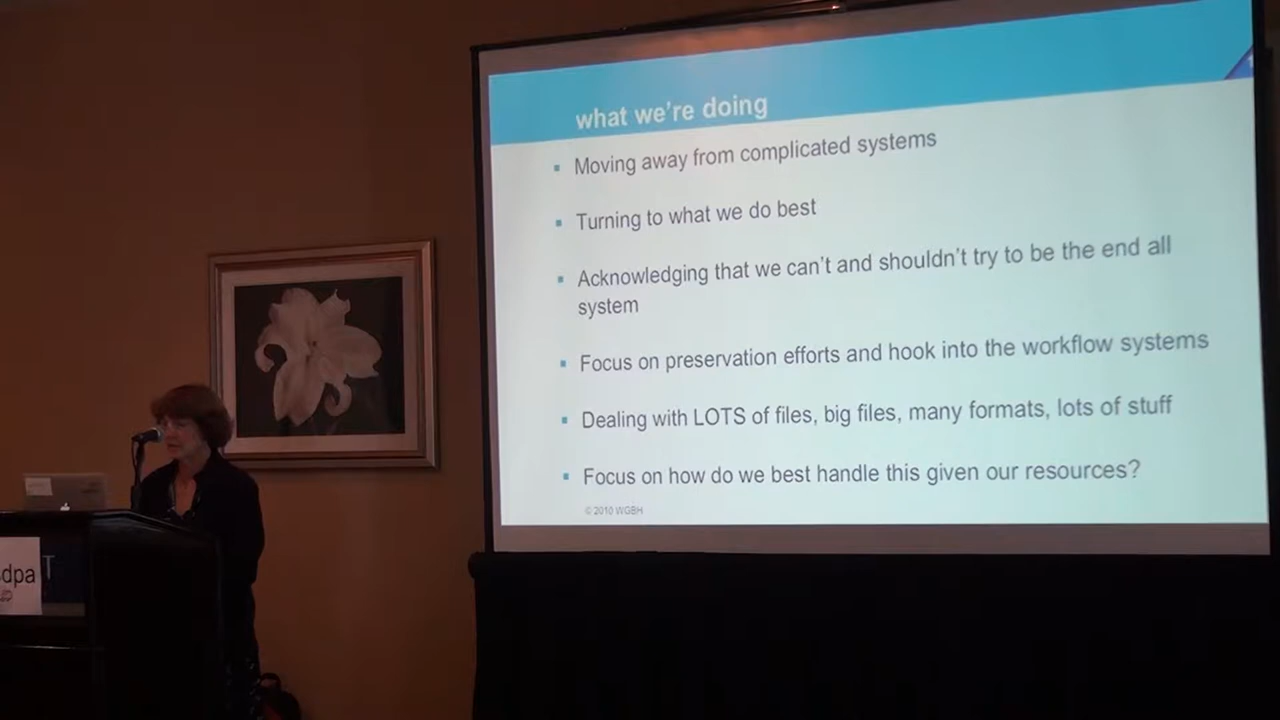 what we're doing
Moving away from complicated systems
Turning to what we do best
Acknowledging that we can't and shouldn't try to be the end all
system
Focus on preservation efforts and hook into the workflow systems
Dealing with LOTS of files, big files, many formats, lots of stuff
Focus on how do we best handle this given our resources?
© 2010 WGBH
dpa
T